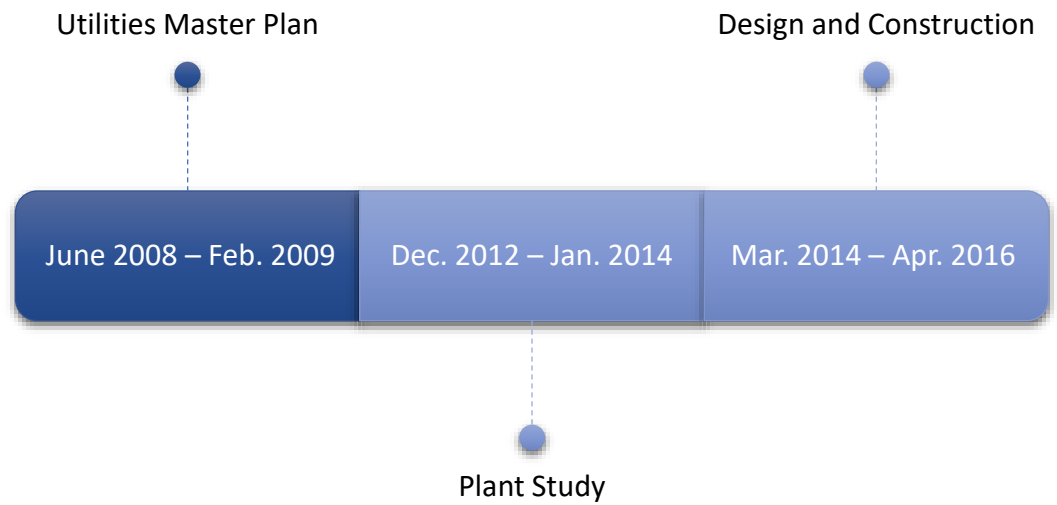 Utilities Master Plan
Design and Construction
June 2008 – Feb. 2009
Dec. 2012 – Jan. 2014
Mar. 2014 – Apr. 2016
Plant Study